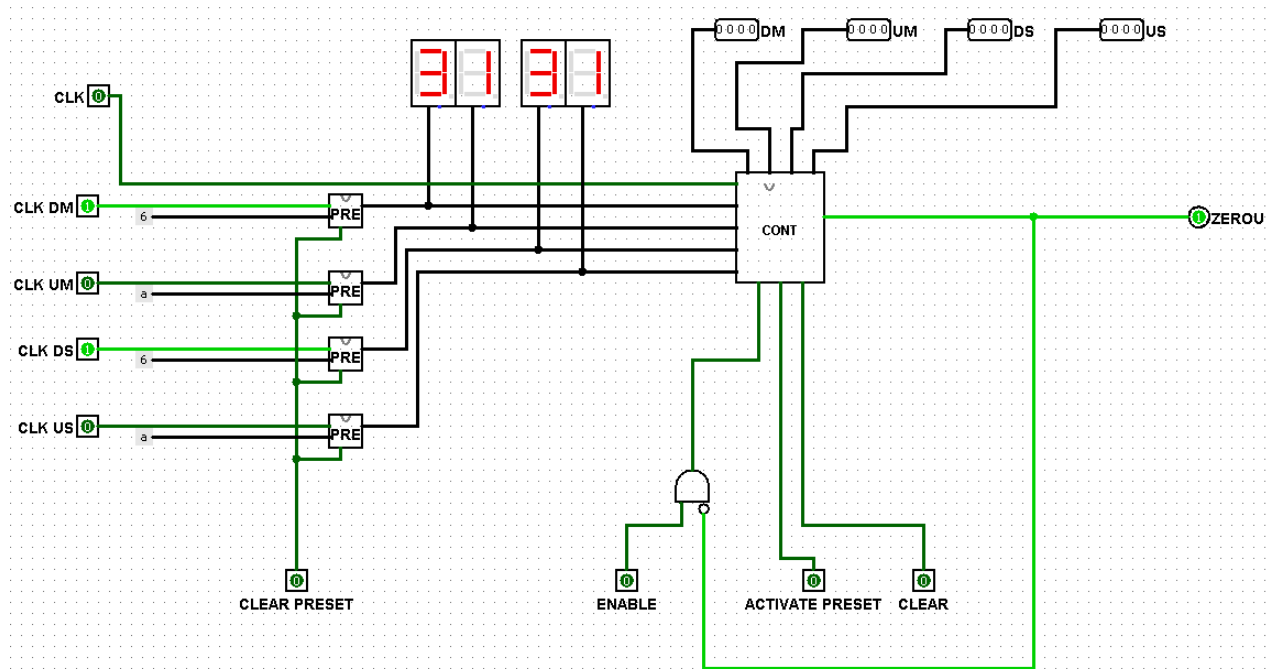 0000 DM 0000 UM 0000 DS 0000 US
31 31
CLK 0
CLK DM 1
6
PRE
CONT
1 ZEROU
CLK UM 0
a
PRE
CLK DS 1
6
PRE
CLK US 0
a
PRE
0 0 0 0
CLEAR PRESET ENABLE ACTIVATE PRESET CLEAR